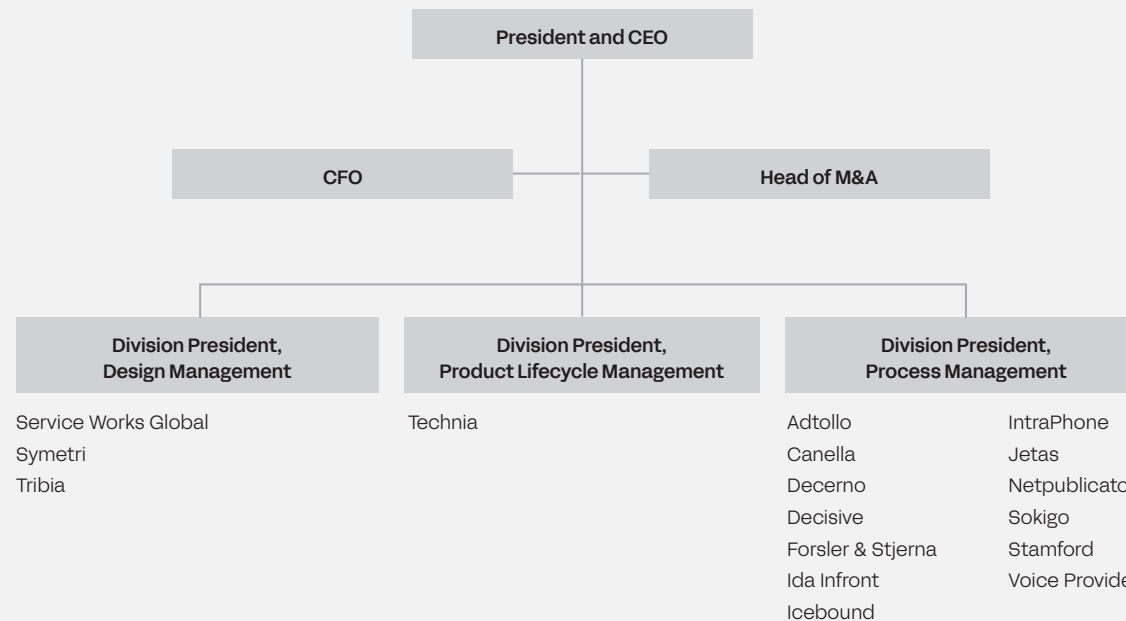 President and CEO
CFO
Head of M&A
Division President,
Design Management
Division President,
Product Lifecycle Management
Division President,
Process Management
Service Works Global
Symetri
Tribia
Technia
Adtollo
Canella
Decerno
Decisive
Forsler & Stjerna
Ida Infront
Icebound
IntraPhone
Jetas
Sokigo
Stamford
Voice